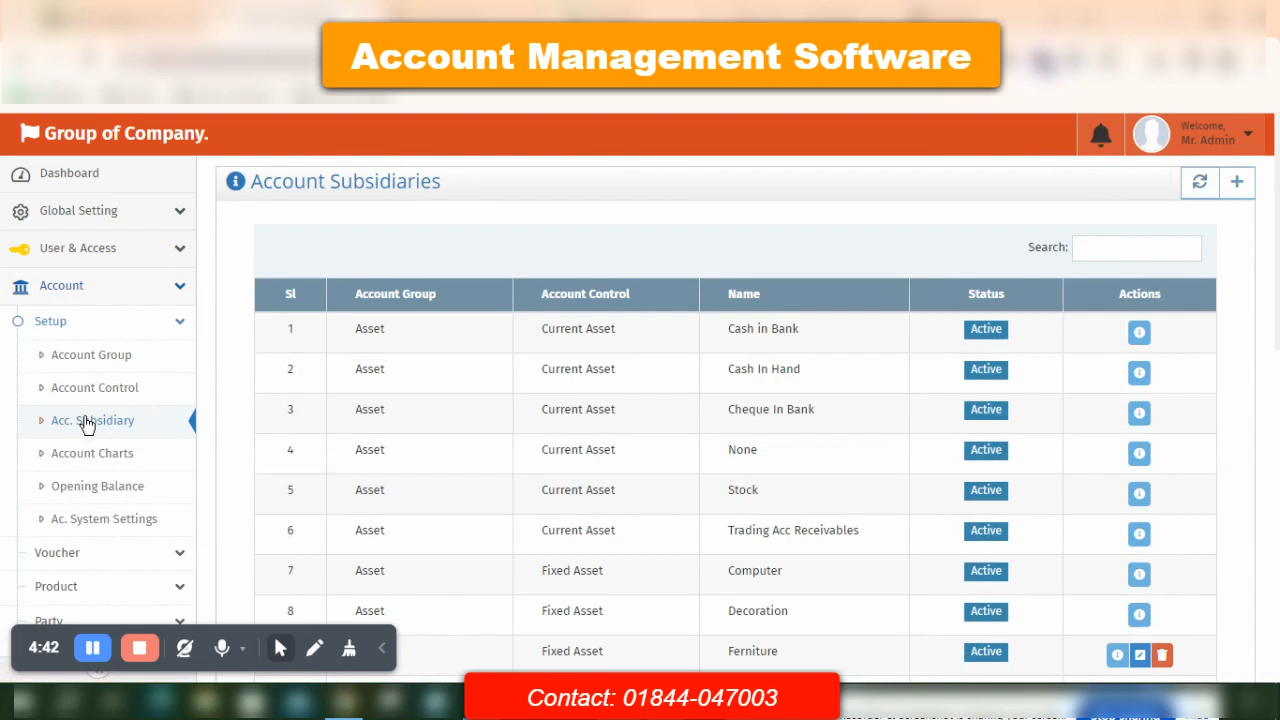 Account Management Software
Group of Company.
Welcome,
Mr. Admin
Dashboard
Global Setting
User & Access
Account
Setup
Account Group
Account Control
Acc. Subsidiary
Account Charts
Opening Balance
Ac. System Settings
Voucher
Product
Party
Account Subsidiaries
Search:
Sl Account Group Account Control Name Status Actions
1 Asset Current Asset Cash in Bank Active
2 Asset Current Asset Cash In Hand Active
3 Asset Current Asset Cheque In Bank Active
4 Asset Current Asset None Active
5 Asset Current Asset Stock Active
6 Asset Current Asset Trading Acc Receivables Active
7 Asset Fixed Asset Computer Active
8 Asset Fixed Asset Decoration Active
Fixed Asset Ferniture Active
4:42
Contact: 01844-047003